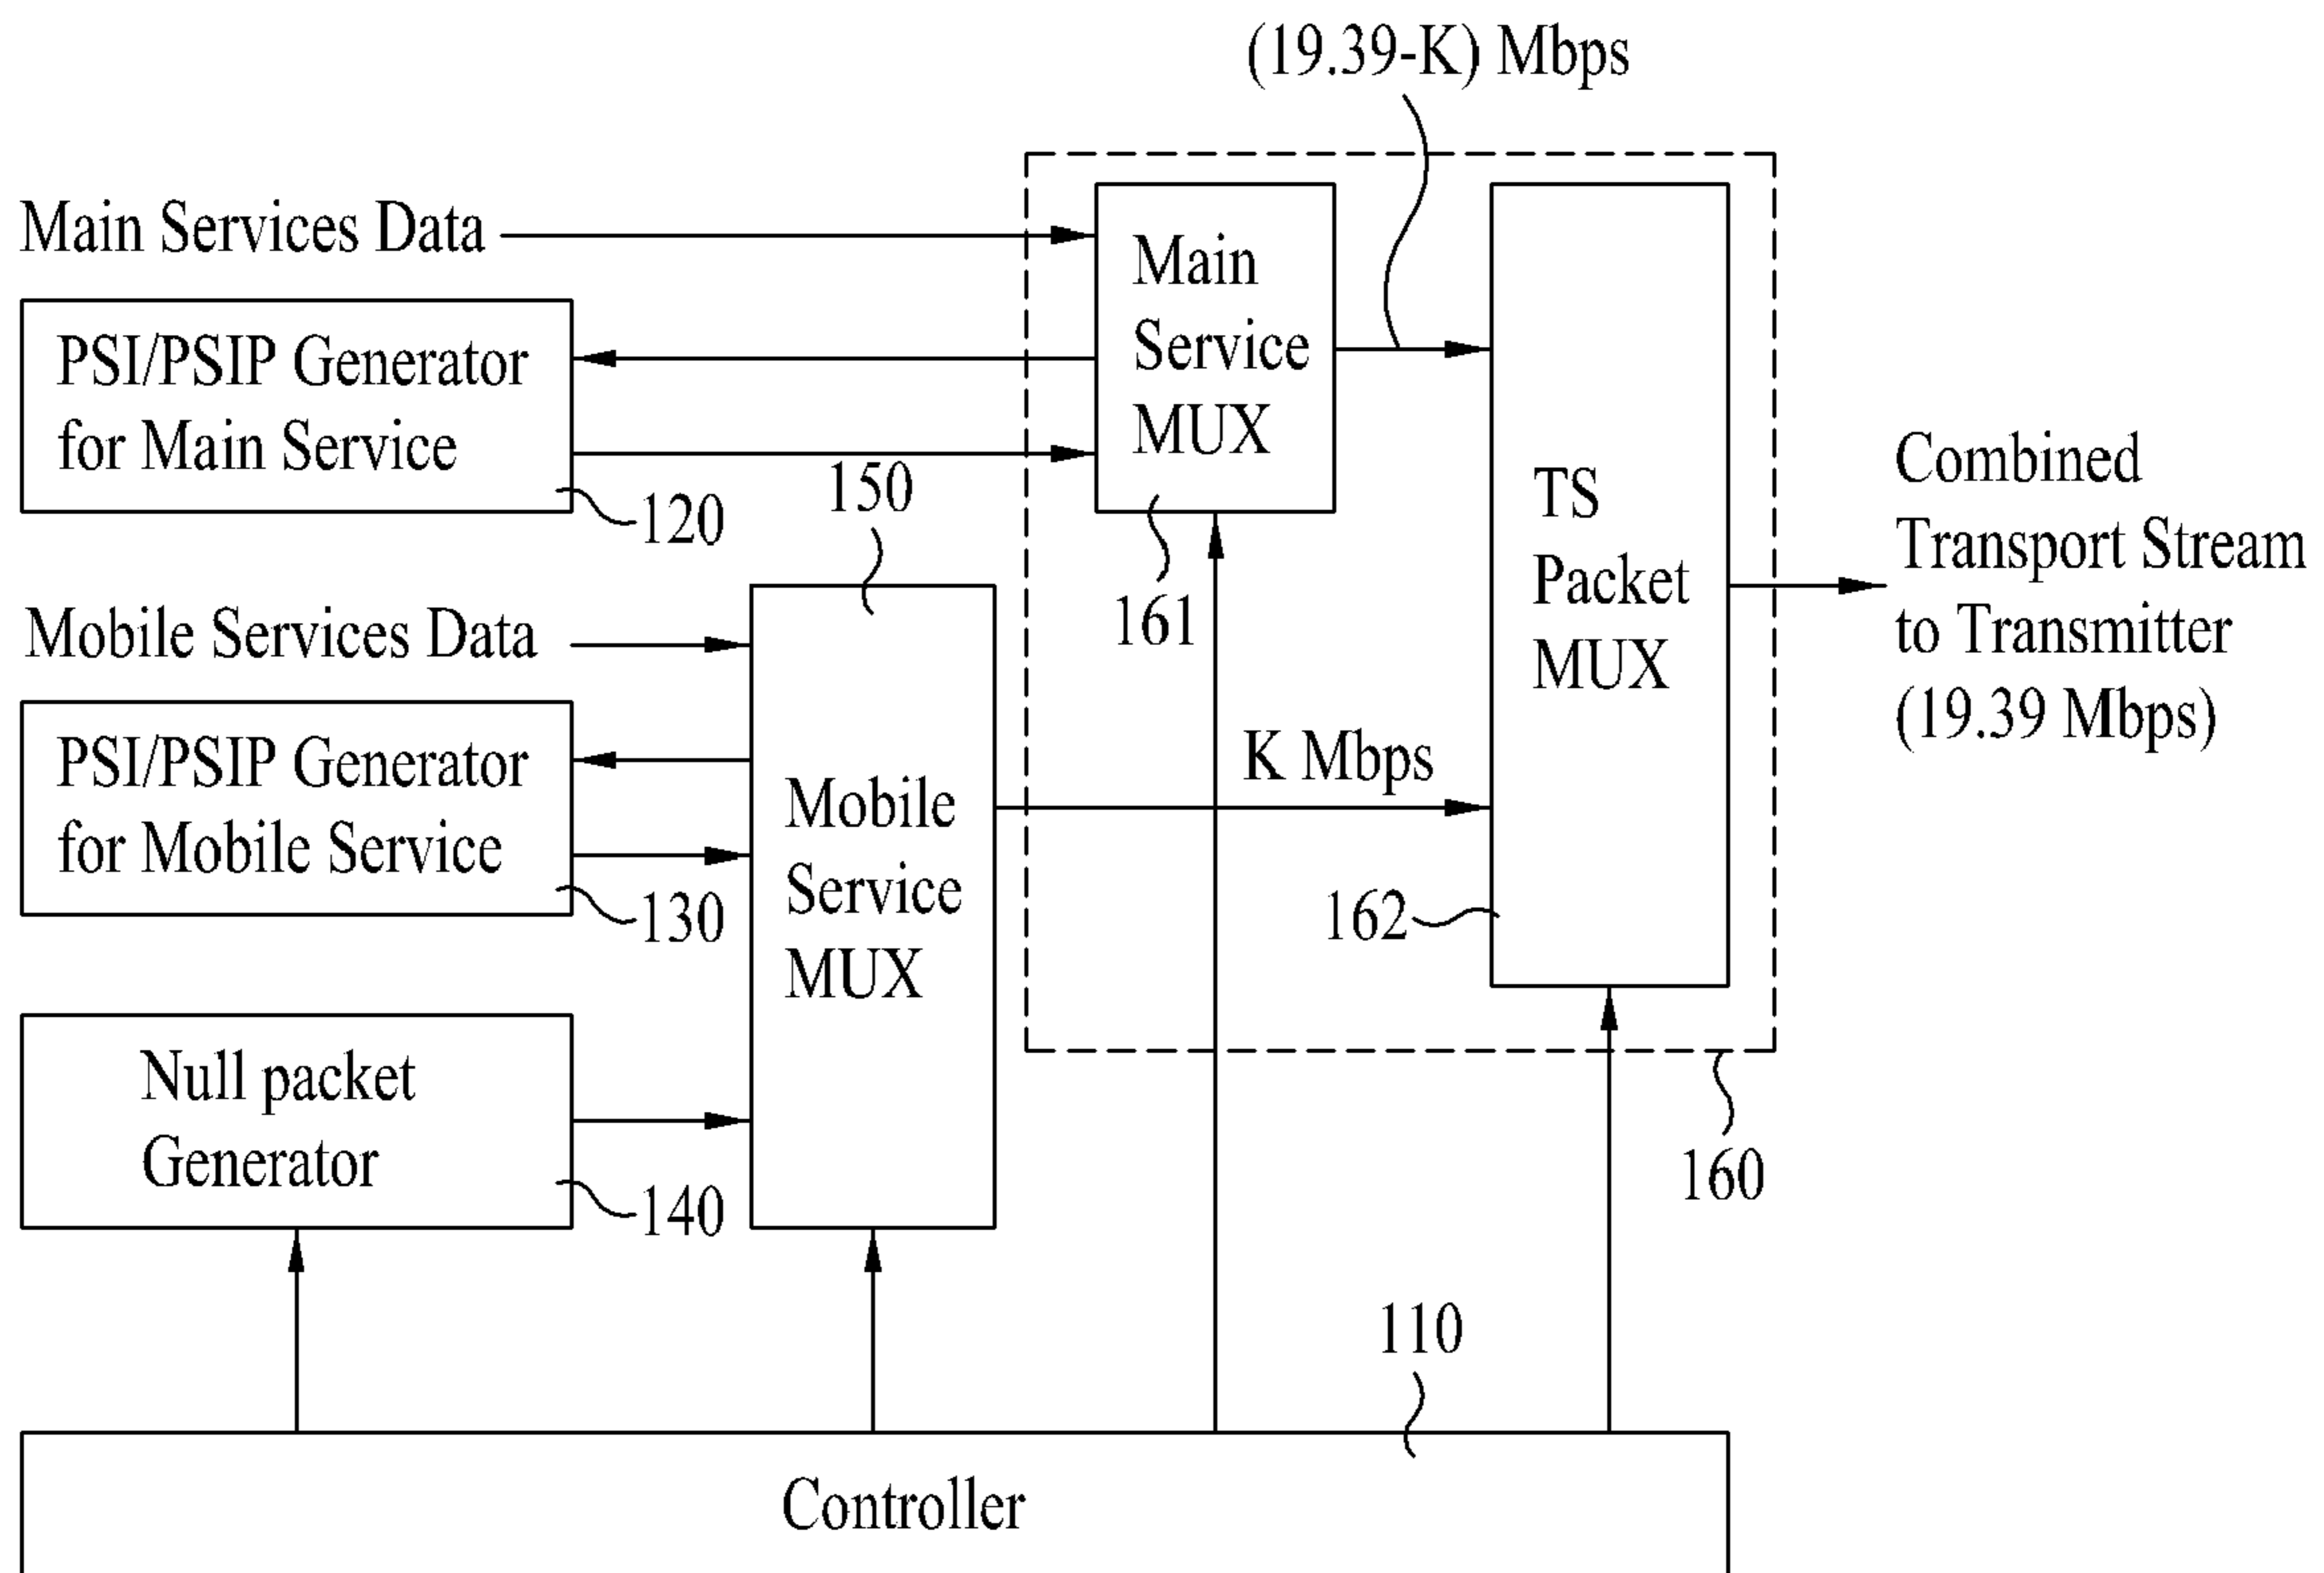 (19.39-K) Mbps
Main Services Data
PSI/PSIP Generator
for Main Service
120
Main
Service
MUX
161
TS
Packet
MUX
162
Combined
Transport Stream
to Transmitter
(19.39 Mbps)
150
Mobile Services Data
PSI/PSIP Generator
for Mobile Service
130
Mobile
Service
MUX
K Mbps
Null packet
Generator
140
160
110
Controller